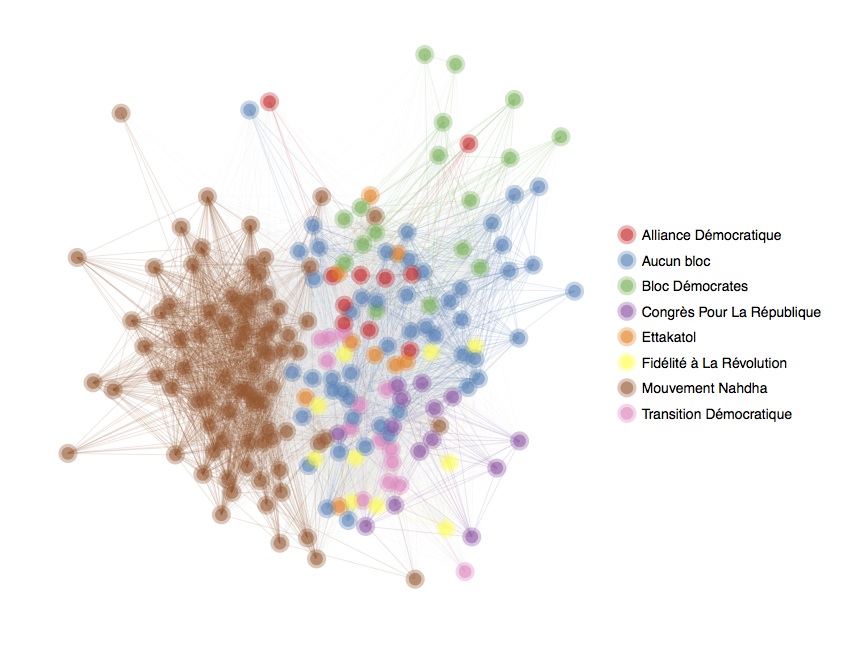 Alliance Démocratique
Aucun bloc
Bloc Démocrates
Congrès Pour La République
Ettakatol
Fidélité à La Révolution
Mouvement Nahdha
Transition Démocratique